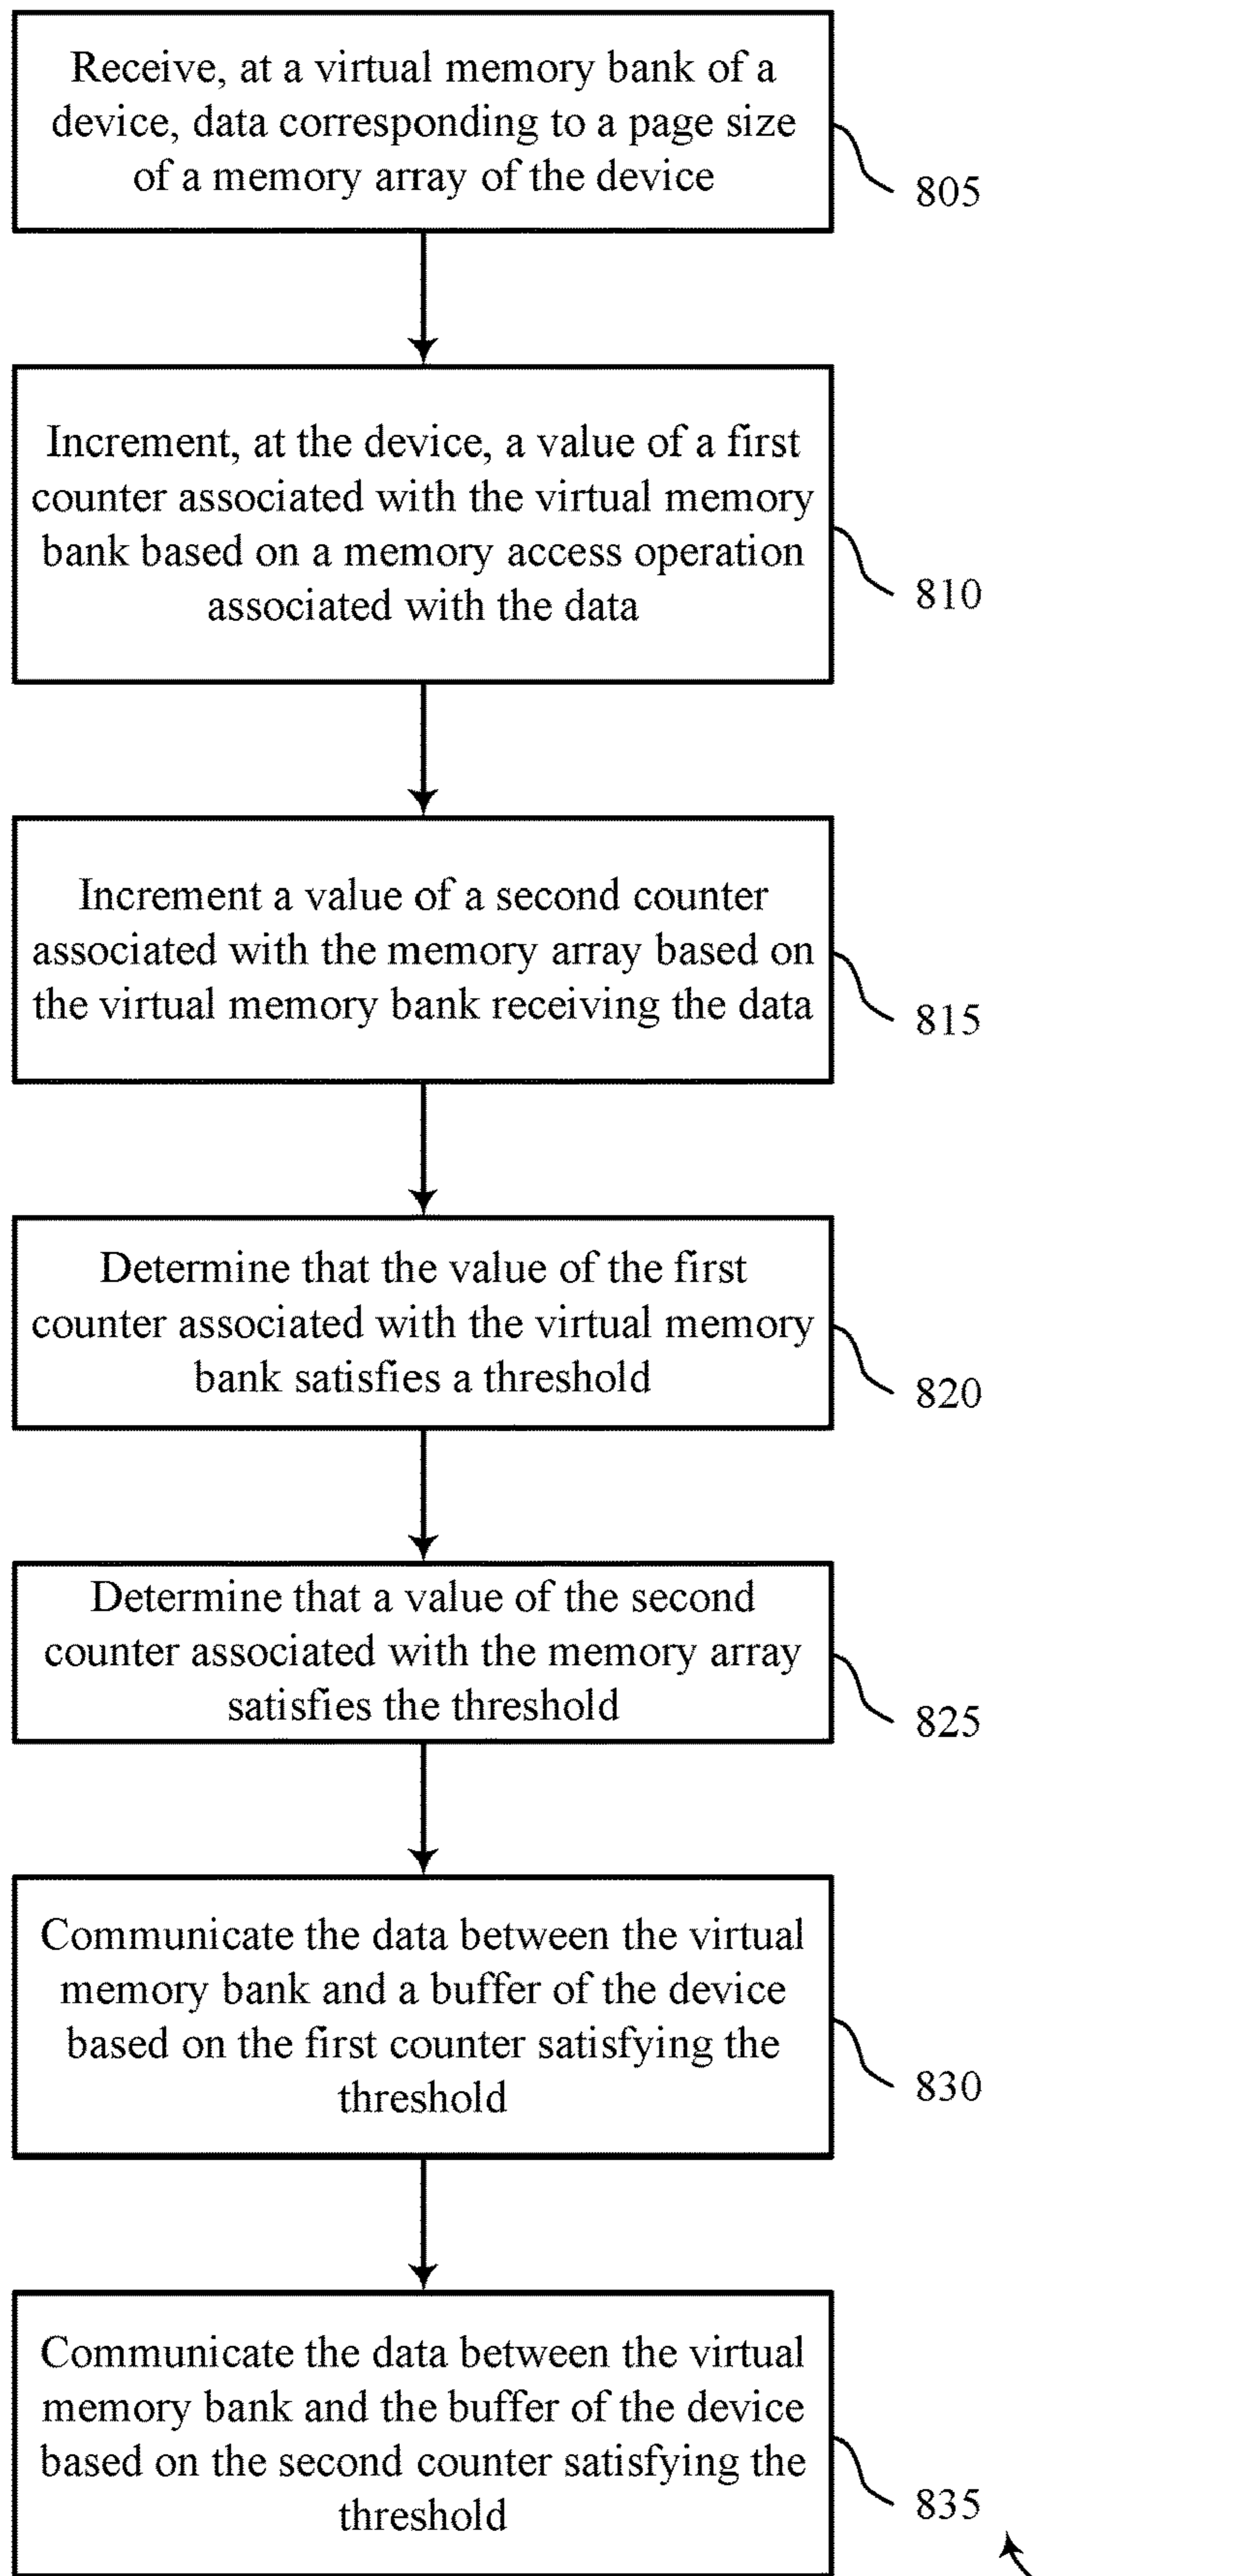 Receive, at a virtual memory bank of a
device, data corresponding to a page size
of a memory array of the device
805
Increment, at the device, a value of a first
counter associated with the virtual memory
bank based on a memory access operation
associated with the data
810
Increment a value of a second counter
associated with the memory array based on
the virtual memory bank receiving the data
815
Determine that the value of the first
counter associated with the virtual memory
bank satisfies a threshold
820
Determine that a value of the second
counter associated with the memory array
satisfies the threshold
825
Communicate the data between the virtual
memory bank and a buffer of the device
based on the first counter satisfying the
threshold
830
Communicate the data between the virtual
memory bank and the buffer of the device
based on the second counter satisfying the
threshold
835